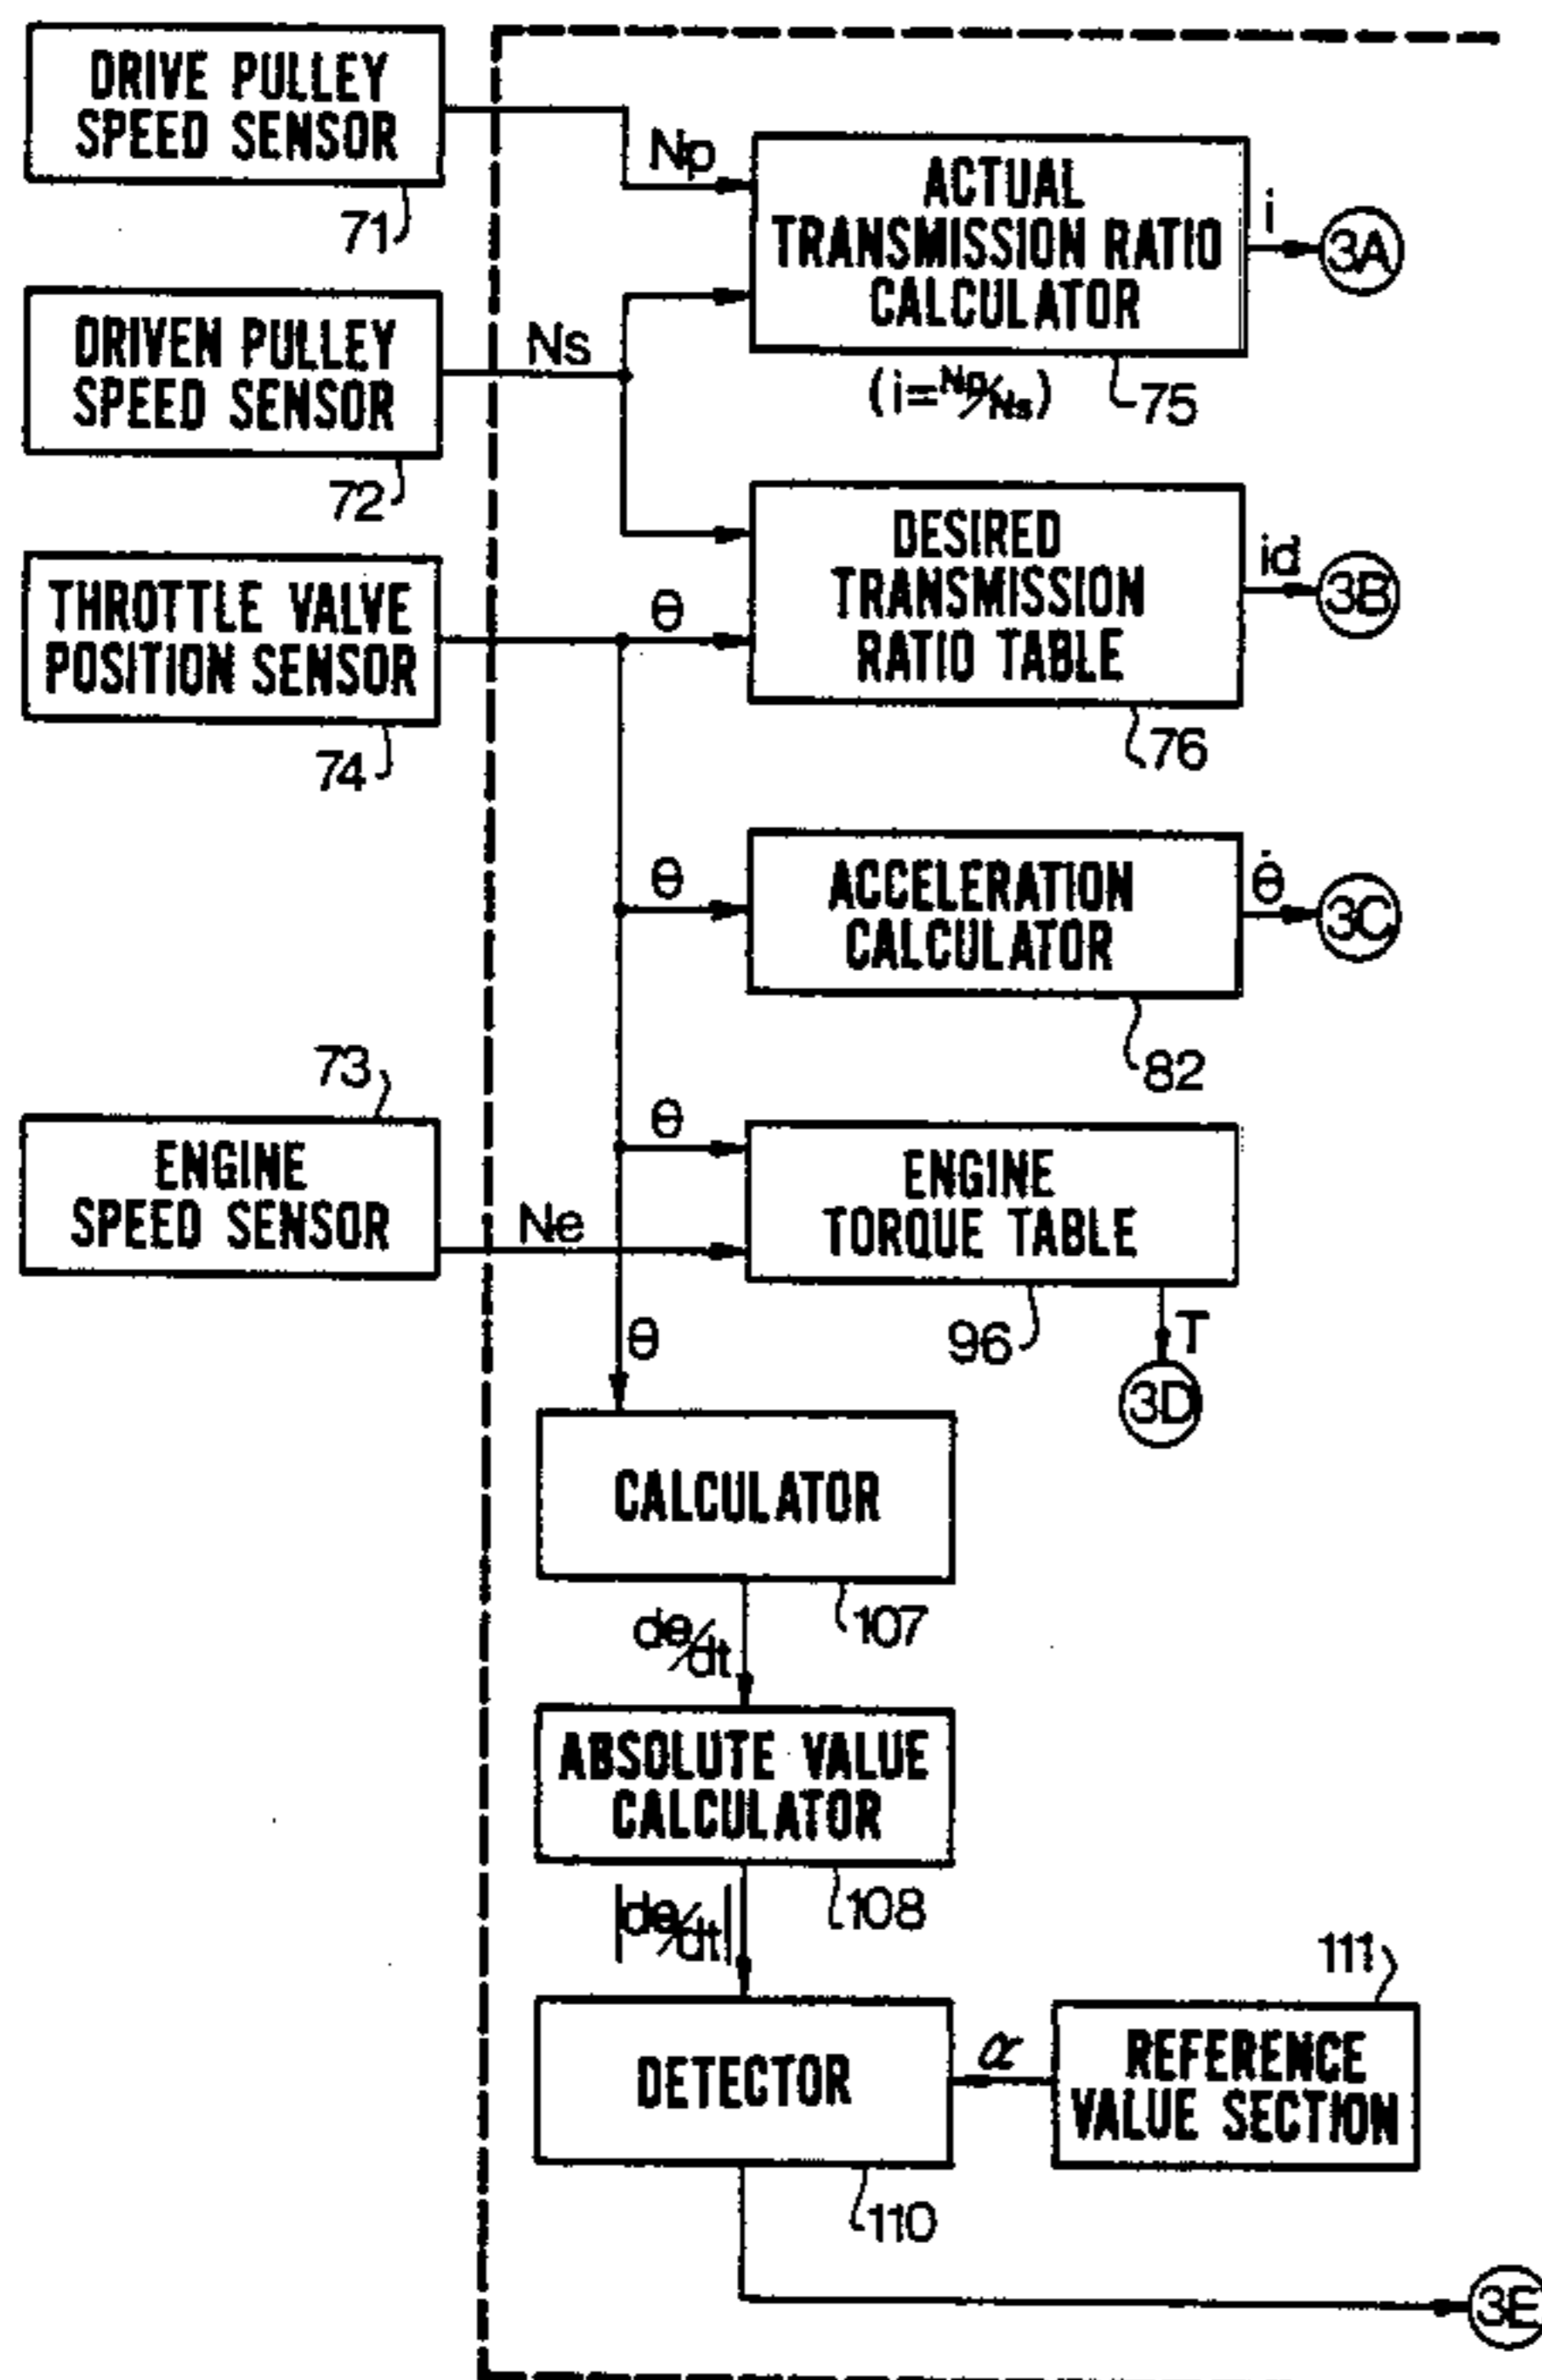 DRIVE PULLEY
SPEED SENSOR
71
Np
ACTUAL
TRANSMISSION RATIO
CALCULATOR
i
3A
(i=Np/Ns)
75
DRIVEN PULLEY
SPEED SENSOR
72
Ns
DESIRED
TRANSMISSION
RATIO TABLE
id
3B
76
THROTTLE VALVE
POSITION SENSOR
74
θ
θ
ACCELERATION
CALCULATOR
θ̇
3C
82
73
ENGINE
SPEED SENSOR
Ne
θ
ENGINE
TORQUE TABLE
96
T
3D
θ
CALCULATOR
107
de/dt
ABSOLUTE VALUE
CALCULATOR
108
|de/dt|
DETECTOR
110
α
111
REFERENCE
VALUE SECTION
3E